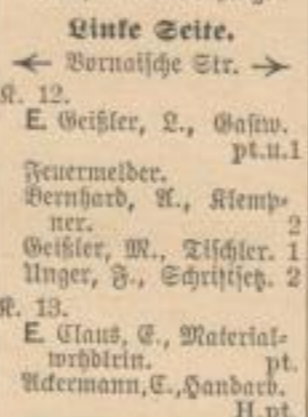 Linke Seite.
← Bornaische Str. →
K. 12.
E. Geißler, L., Gastw.
pt.u.1
Feuermelder.
Bernhard, A., Klemp-
ner. 2
Geißler, M., Tischler. 1
Unger, F., Schriftsetz. 2
K. 13.
E. Claus, E., Material-
wrhdlrin. pt.
Ackermann,E.,Handarb.
H.pt.